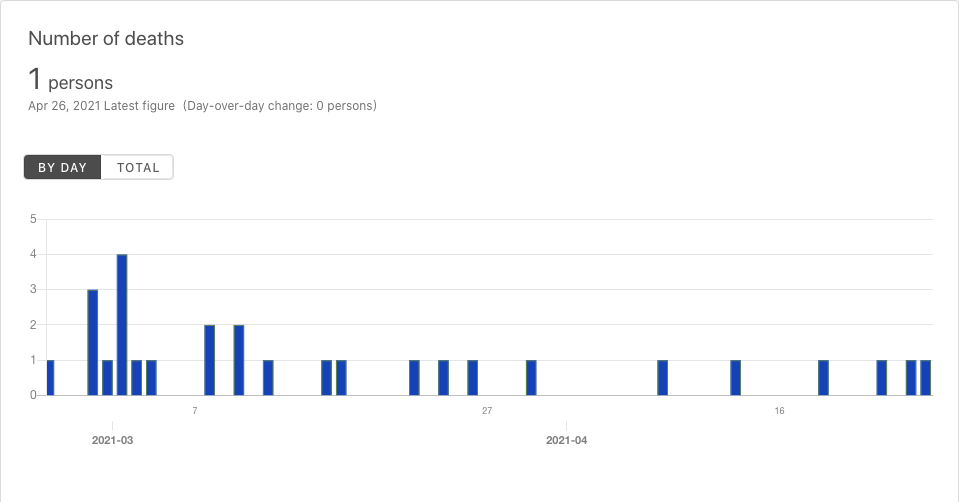 Number of deaths
1 persons
Apr 26, 2021 Latest figure (Day-over-day change: 0 persons)
BY DAY TOTAL
5
4
3
2
1
0
7 27 16
2021-03 2021-04